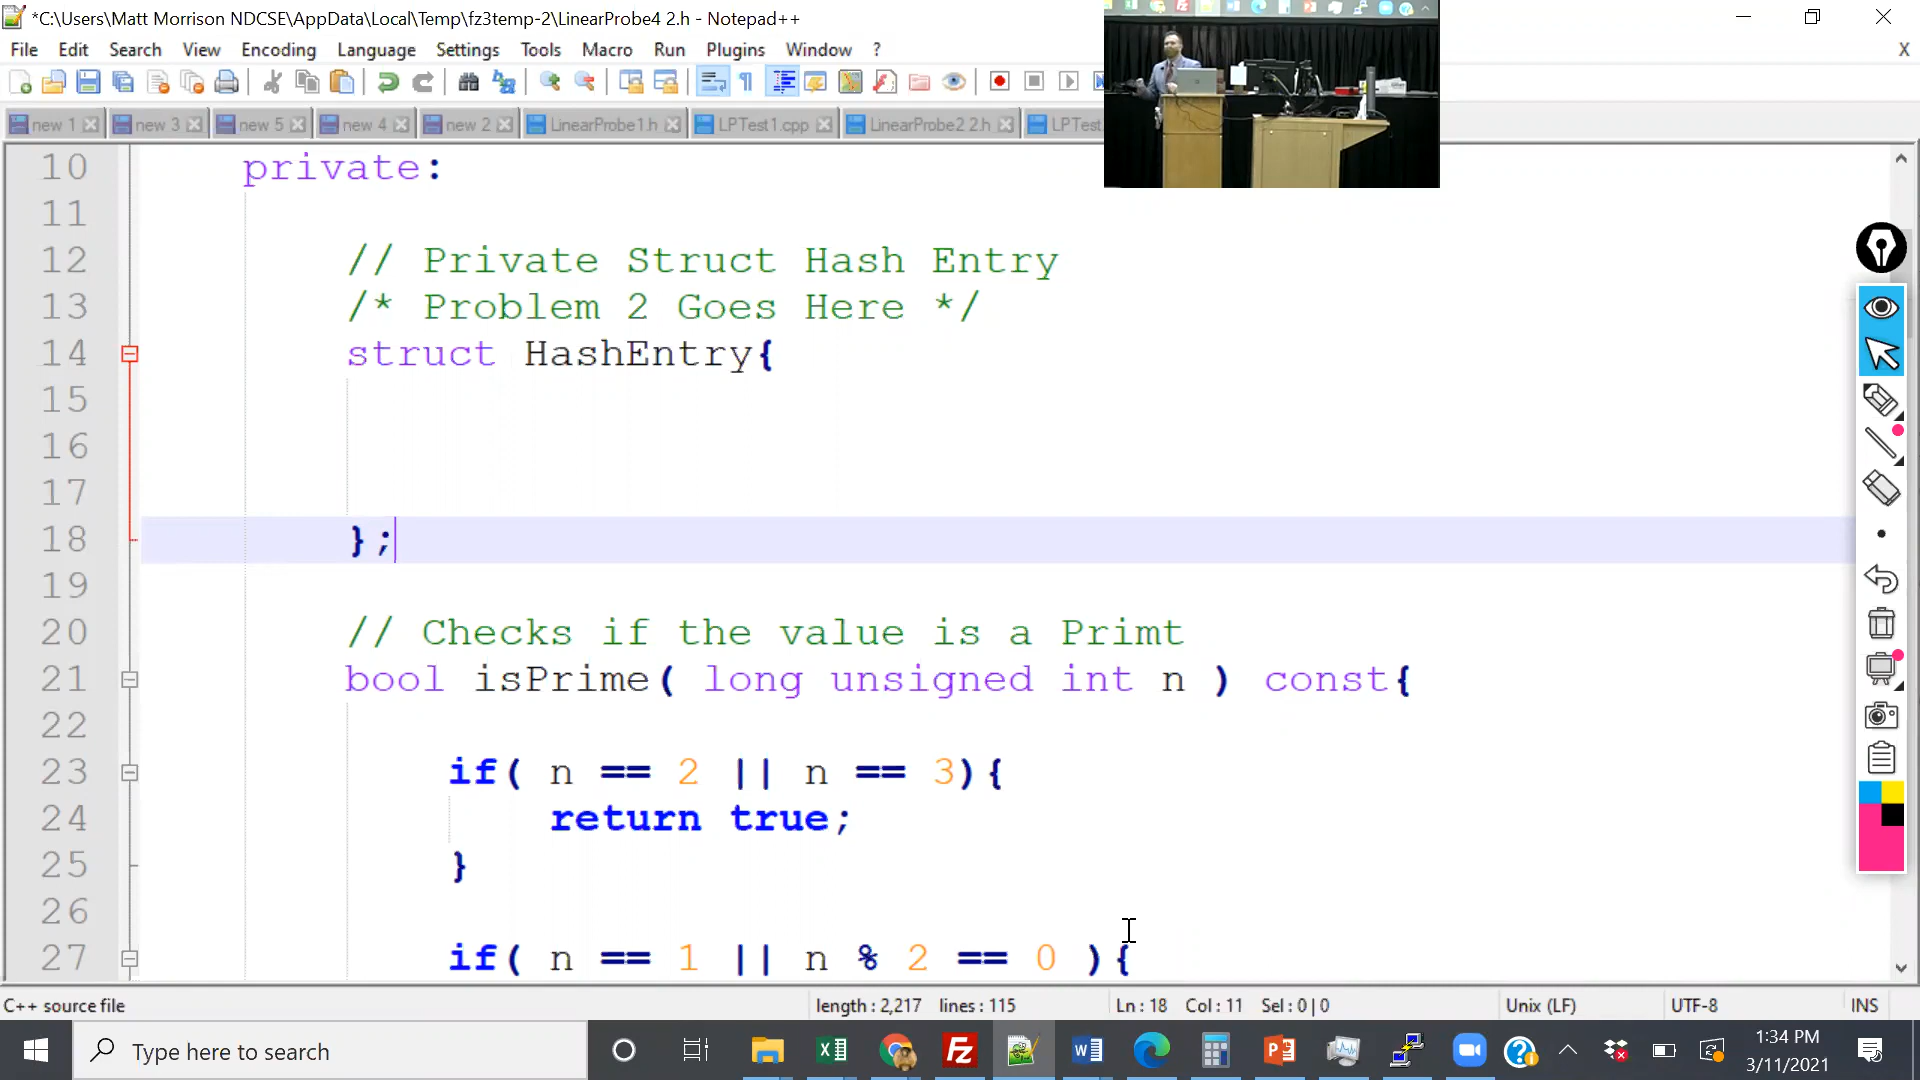 *C:\Users\Matt Morrison NDCSE\AppData\Local\Temp\fz3temp-2\LinearProbe4 2.h - Notepad++
File Edit Search View Encoding Language Settings Tools Macro Run Plugins Window ? X
new 1 new 3 new 5 new 4 new 2 LinearProbe1.h LPTest1.cpp LinearProbe2 2.h LPTest
10 private:
11
12 // Private Struct Hash Entry
13 /* Problem 2 Goes Here */
14 struct HashEntry{
15
16
17
18 };
19
20 // Checks if the value is a Primt
21 bool isPrime( long unsigned int n ) const{
22
23 if( n == 2 || n == 3){
24 return true;
25 }
26
27 if( n == 1 || n % 2 == 0 ){
C++ source file length : 2,217 lines : 115 Ln : 18 Col : 11 Sel : 0 | 0 Unix (LF) UTF-8 INS
Type here to search
1:34 PM
3/11/2021